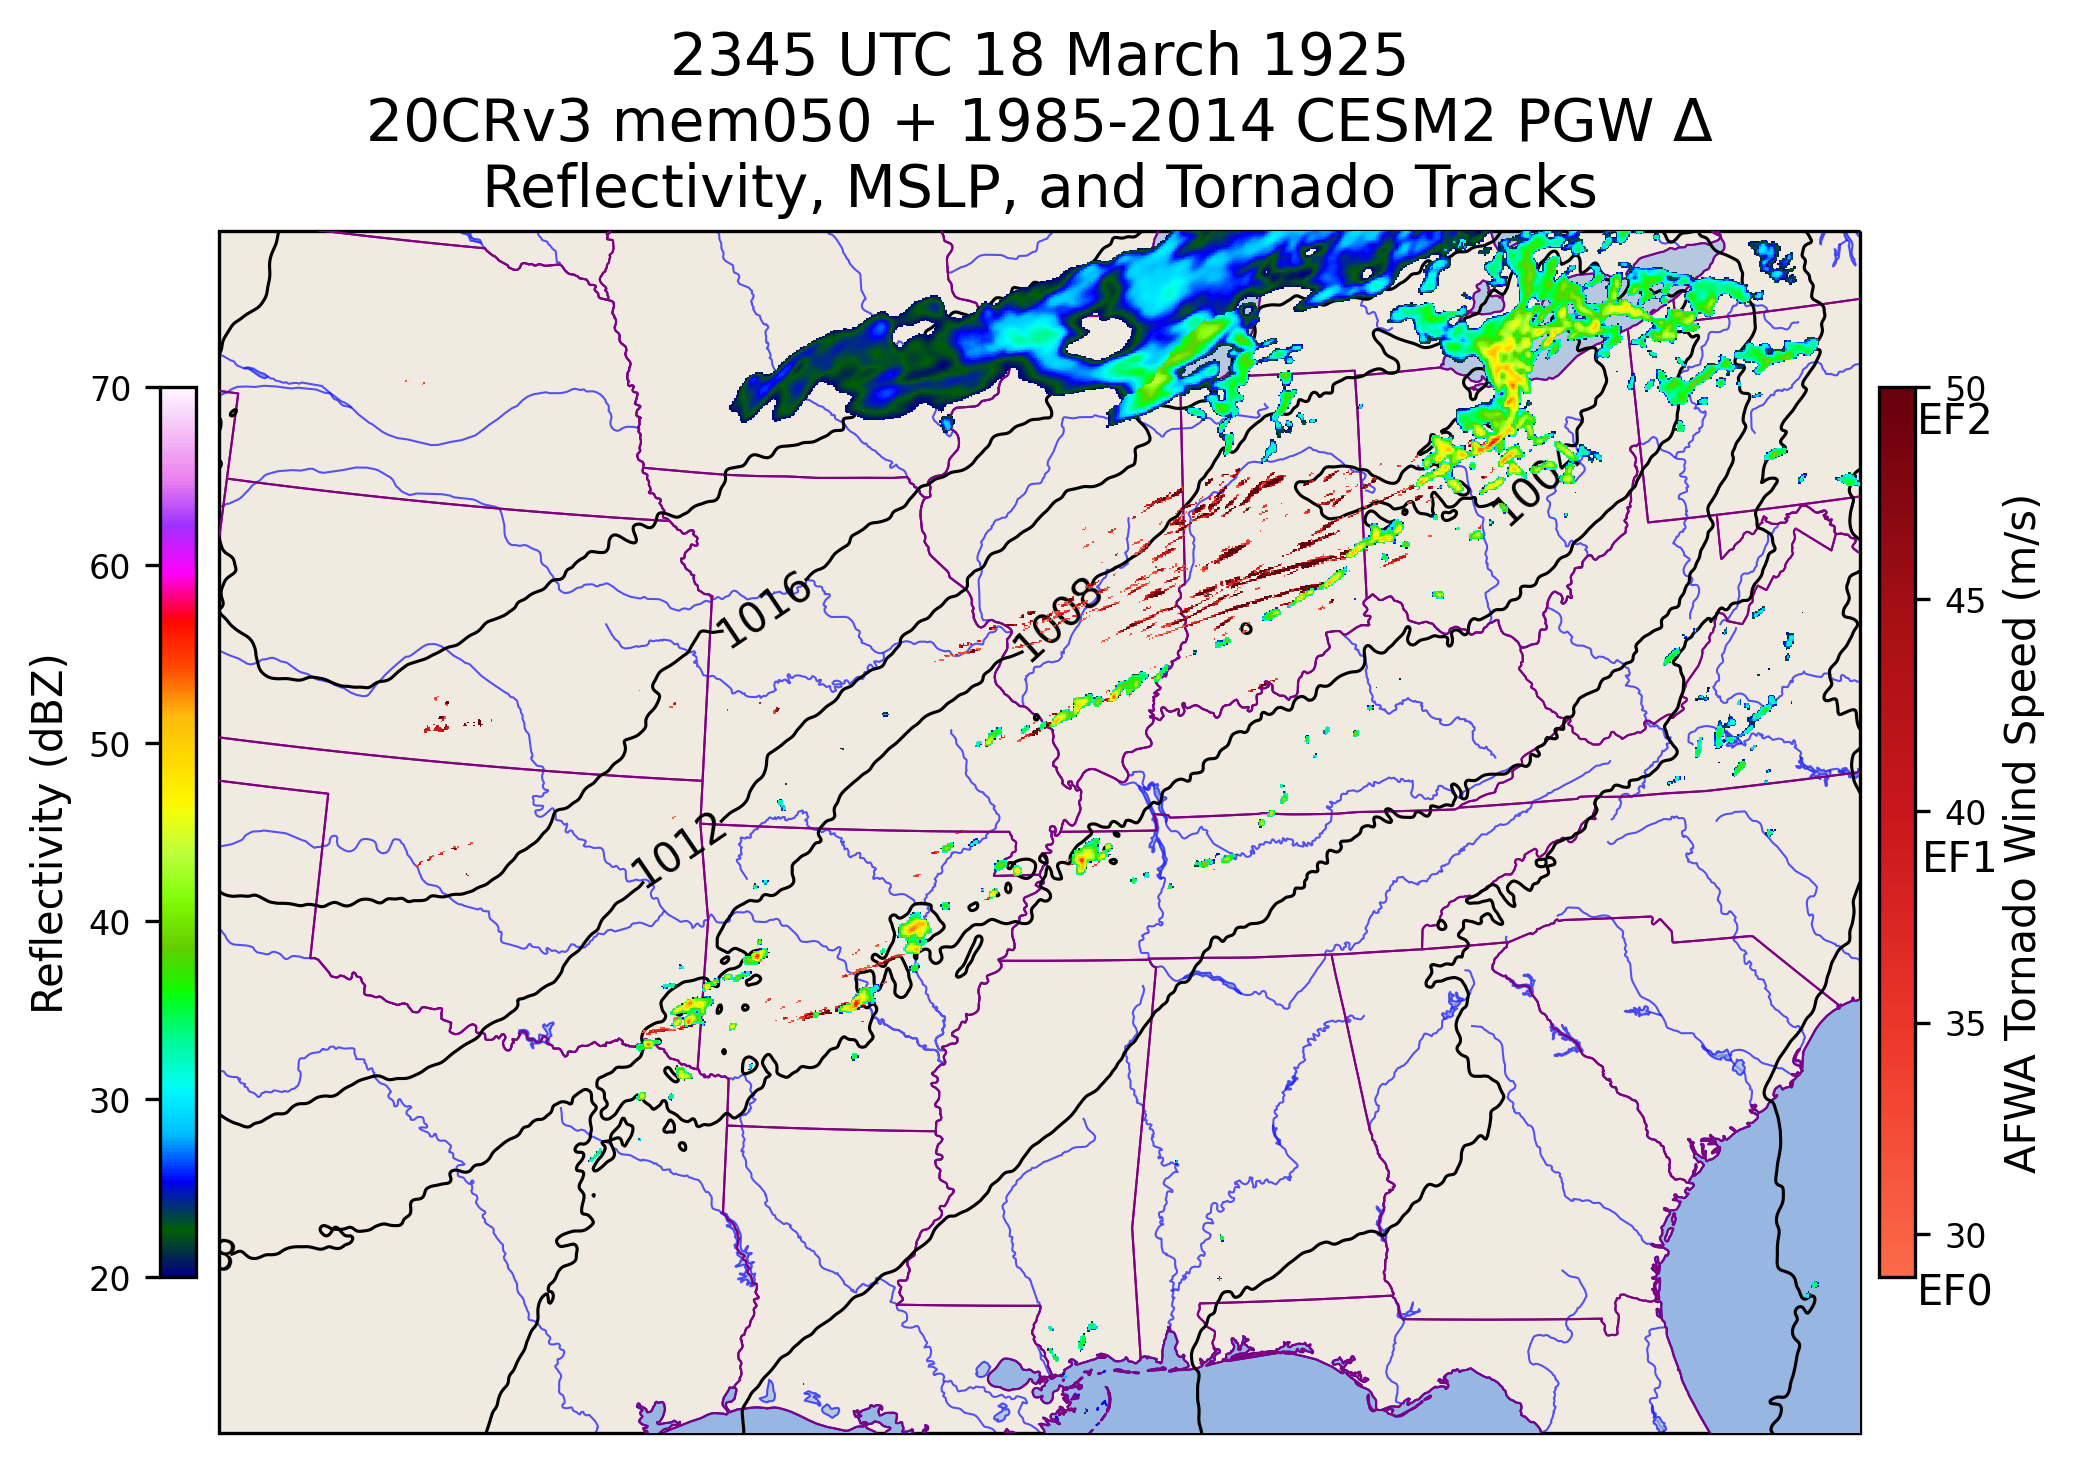 2345 UTC 18 March 1925
20CRv3 mem050 + 1985-2014 CESM2 PGW Δ
Reflectivity, MSLP, and Tornado Tracks
70
60
50
40
30
20
Reflectivity (dBZ)
1016
1008
1004
1012
8
50
EF2
45
40
EF1
35
30
EF0
AFWA Tornado Wind Speed (m/s)